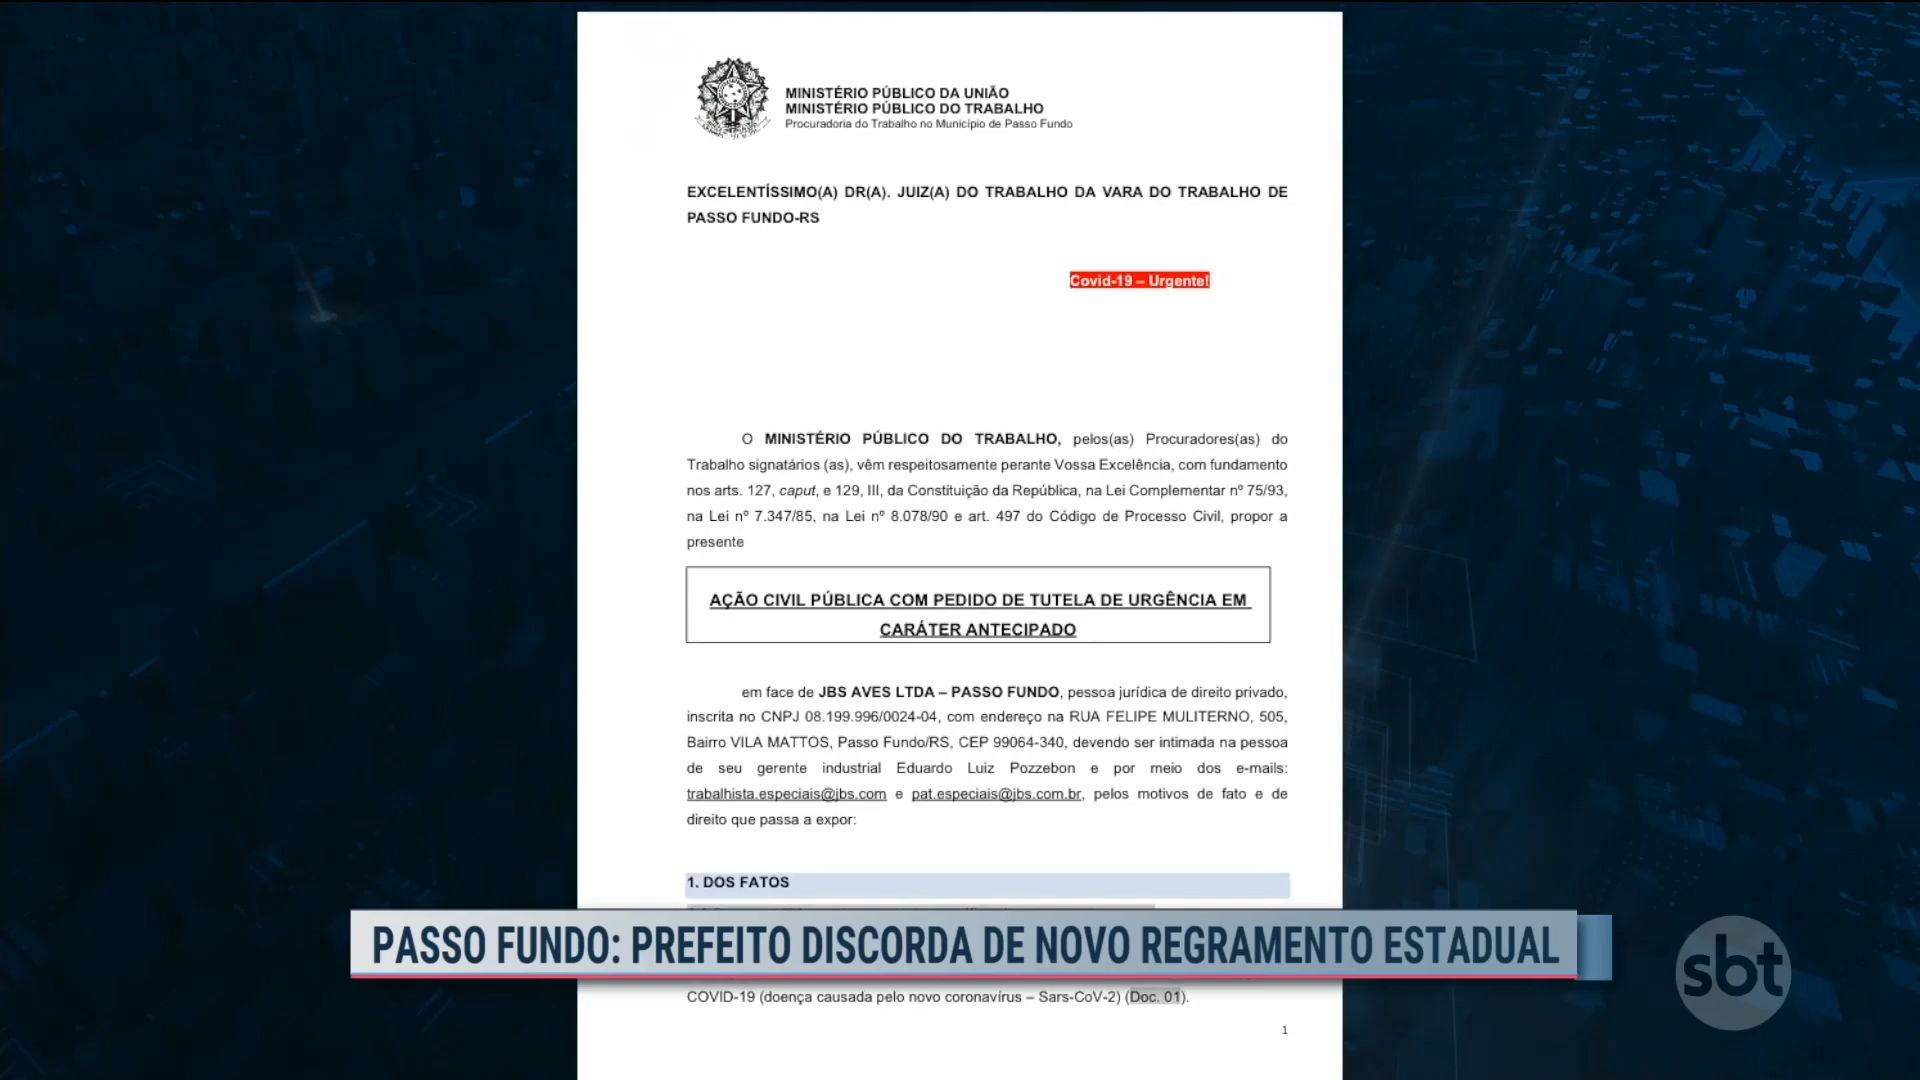 MINISTÉRIO PÚBLICO DA UNIÃO
MINISTÉRIO PÚBLICO DO TRABALHO
Procuradoria do Trabalho no Município de Passo Fundo
EXCELENTÍSSIMO(A) DR(A). JUIZ(A) DO TRABALHO DA VARA DO TRABALHO DE
PASSO FUNDO-RS
Covid-19 – Urgente!
O MINISTÉRIO PÚBLICO DO TRABALHO, pelos(as) Procuradores(as) do
Trabalho signatários (as), vêm respeitosamente perante Vossa Excelência, com fundamento
nos arts. 127, caput, e 129, III, da Constituição da República, na Lei Complementar nº 75/93,
na Lei nº 7.347/85, na Lei nº 8.078/90 e art. 497 do Código de Processo Civil, propor a
presente
AÇÃO CIVIL PÚBLICA COM PEDIDO DE TUTELA DE URGÊNCIA EM
CARÁTER ANTECIPADO
em face de JBS AVES LTDA – PASSO FUNDO, pessoa jurídica de direito privado,
inscrita no CNPJ 08.199.996/0024-04, com endereço na RUA FELIPE MULITERNO, 505,
Bairro VILA MATTOS, Passo Fundo/RS, CEP 99064-340, devendo ser intimada na pessoa
de seu gerente industrial Eduardo Luiz Pozzebon e por meio dos e-mails:
trabalhista.especiais@jbs.com e pat.especiais@jbs.com.br, pelos motivos de fato e de
direito que passa a expor:
1. DOS FATOS
PASSO FUNDO: PREFEITO DISCORDA DE NOVO REGRAMENTO ESTADUAL
sbt
COVID-19 (doença causada pelo novo coronavírus – Sars-CoV-2) (Doc. 01).
1